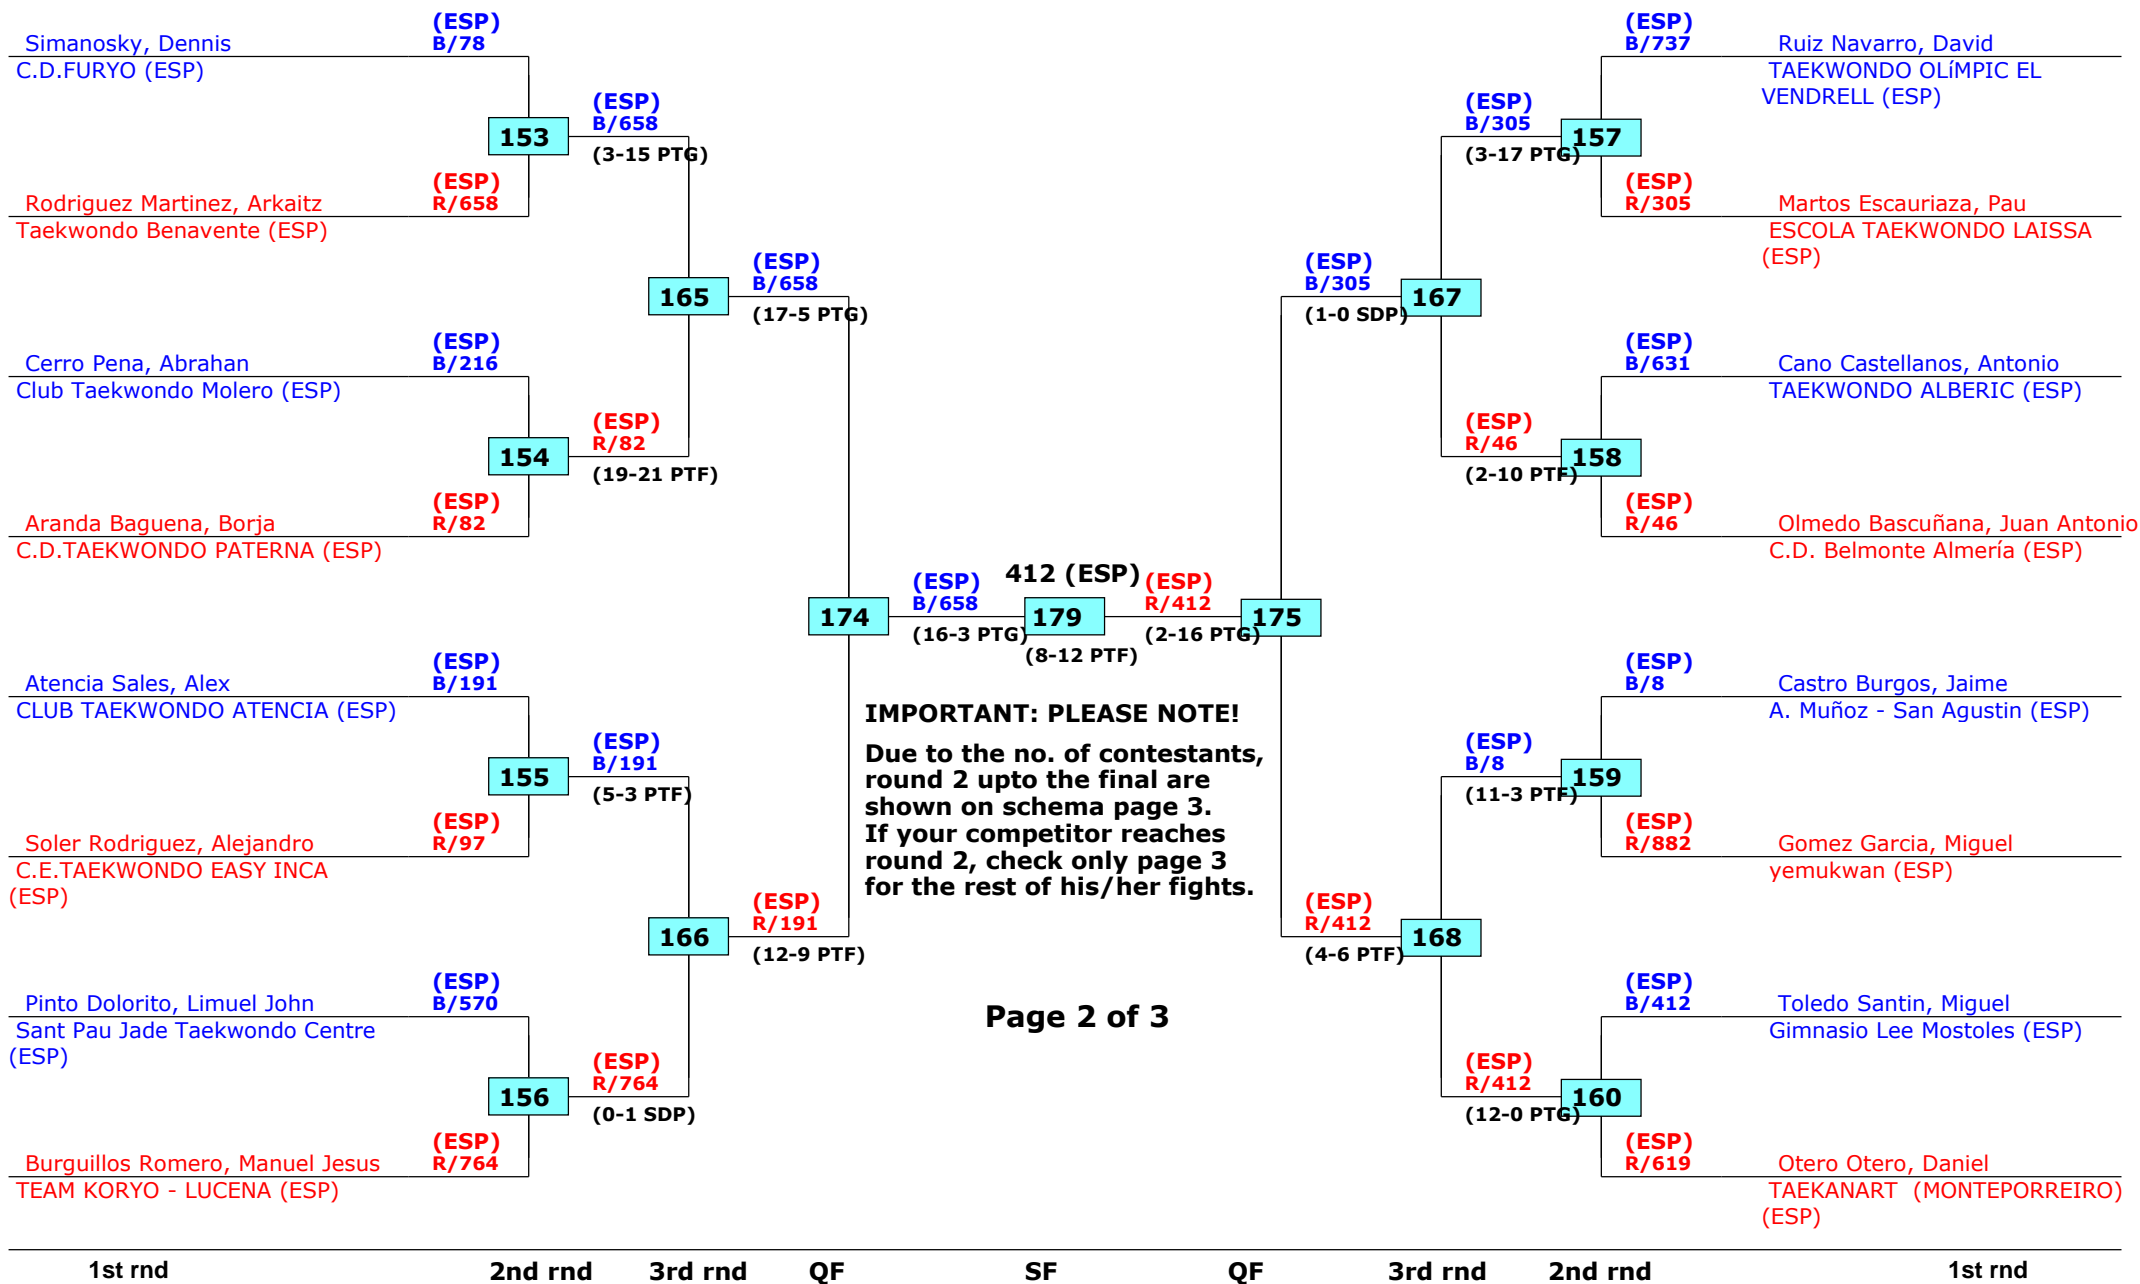 (ESP)
B/78
Simanosky, Dennis
C.D.FURYO (ESP)
153
(ESP)
B/658
(3-15 PTG)
(ESP)
R/658
Rodriguez Martinez, Arkaitz
Taekwondo Benavente (ESP)
165
(ESP)
B/658
(17-5 PTG)
(ESP)
B/216
Cerro Pena, Abrahan
Club Taekwondo Molero (ESP)
154
(ESP)
R/82
(19-21 PTF)
(ESP)
R/82
Aranda Baguena, Borja
C.D.TAEKWONDO PATERNA (ESP)
174
(ESP)
B/658
(16-3 PTG)
412 (ESP)
179
(8-12 PTF)
(ESP)
R/412
(2-16 PTG)
175
(ESP)
B/191
Atencia Sales, Alex
CLUB TAEKWONDO ATENCIA (ESP)
155
(ESP)
B/191
(5-3 PTF)
(ESP)
R/97
Soler Rodriguez, Alejandro
C.E.TAEKWONDO EASY INCA
(ESP)
166
(ESP)
R/191
(12-9 PTF)
(ESP)
B/570
Pinto Dolorito, Limuel John
Sant Pau Jade Taekwondo Centre
(ESP)
156
(ESP)
R/764
(0-1 SDP)
(ESP)
R/764
Burguillos Romero, Manuel Jesus
TEAM KORYO - LUCENA (ESP)
IMPORTANT: PLEASE NOTE!
Due to the no. of contestants,
round 2 upto the final are
shown on schema page 3.
If your competitor reaches
round 2, check only page 3
for the rest of his/her fights.
Page 2 of 3
(ESP)
B/737
Ruiz Navarro, David
TAEKWONDO OLíMPIC EL
VENDRELL (ESP)
(ESP)
B/305
(3-17 PTG)
157
(ESP)
R/305
Martos Escauriaza, Pau
ESCOLA TAEKWONDO LAISSA
(ESP)
(ESP)
B/305
(1-0 SDP)
167
(ESP)
B/631
Cano Castellanos, Antonio
TAEKWONDO ALBERIC (ESP)
(ESP)
R/46
(2-10 PTF)
158
(ESP)
R/46
Olmedo Bascuñana, Juan Antonio
C.D. Belmonte Almería (ESP)
(ESP)
B/8
Castro Burgos, Jaime
A. Muñoz - San Agustin (ESP)
(ESP)
B/8
(11-3 PTF)
159
(ESP)
R/882
Gomez Garcia, Miguel
yemukwan (ESP)
(ESP)
R/412
(4-6 PTF)
168
(ESP)
B/412
Toledo Santin, Miguel
Gimnasio Lee Mostoles (ESP)
(ESP)
R/412
(12-0 PTG)
160
(ESP)
R/619
Otero Otero, Daniel
TAEKANART (MONTEPORREIRO)
(ESP)
1st rnd 2nd rnd 3rd rnd QF SF QF 3rd rnd 2nd rnd 1st rnd